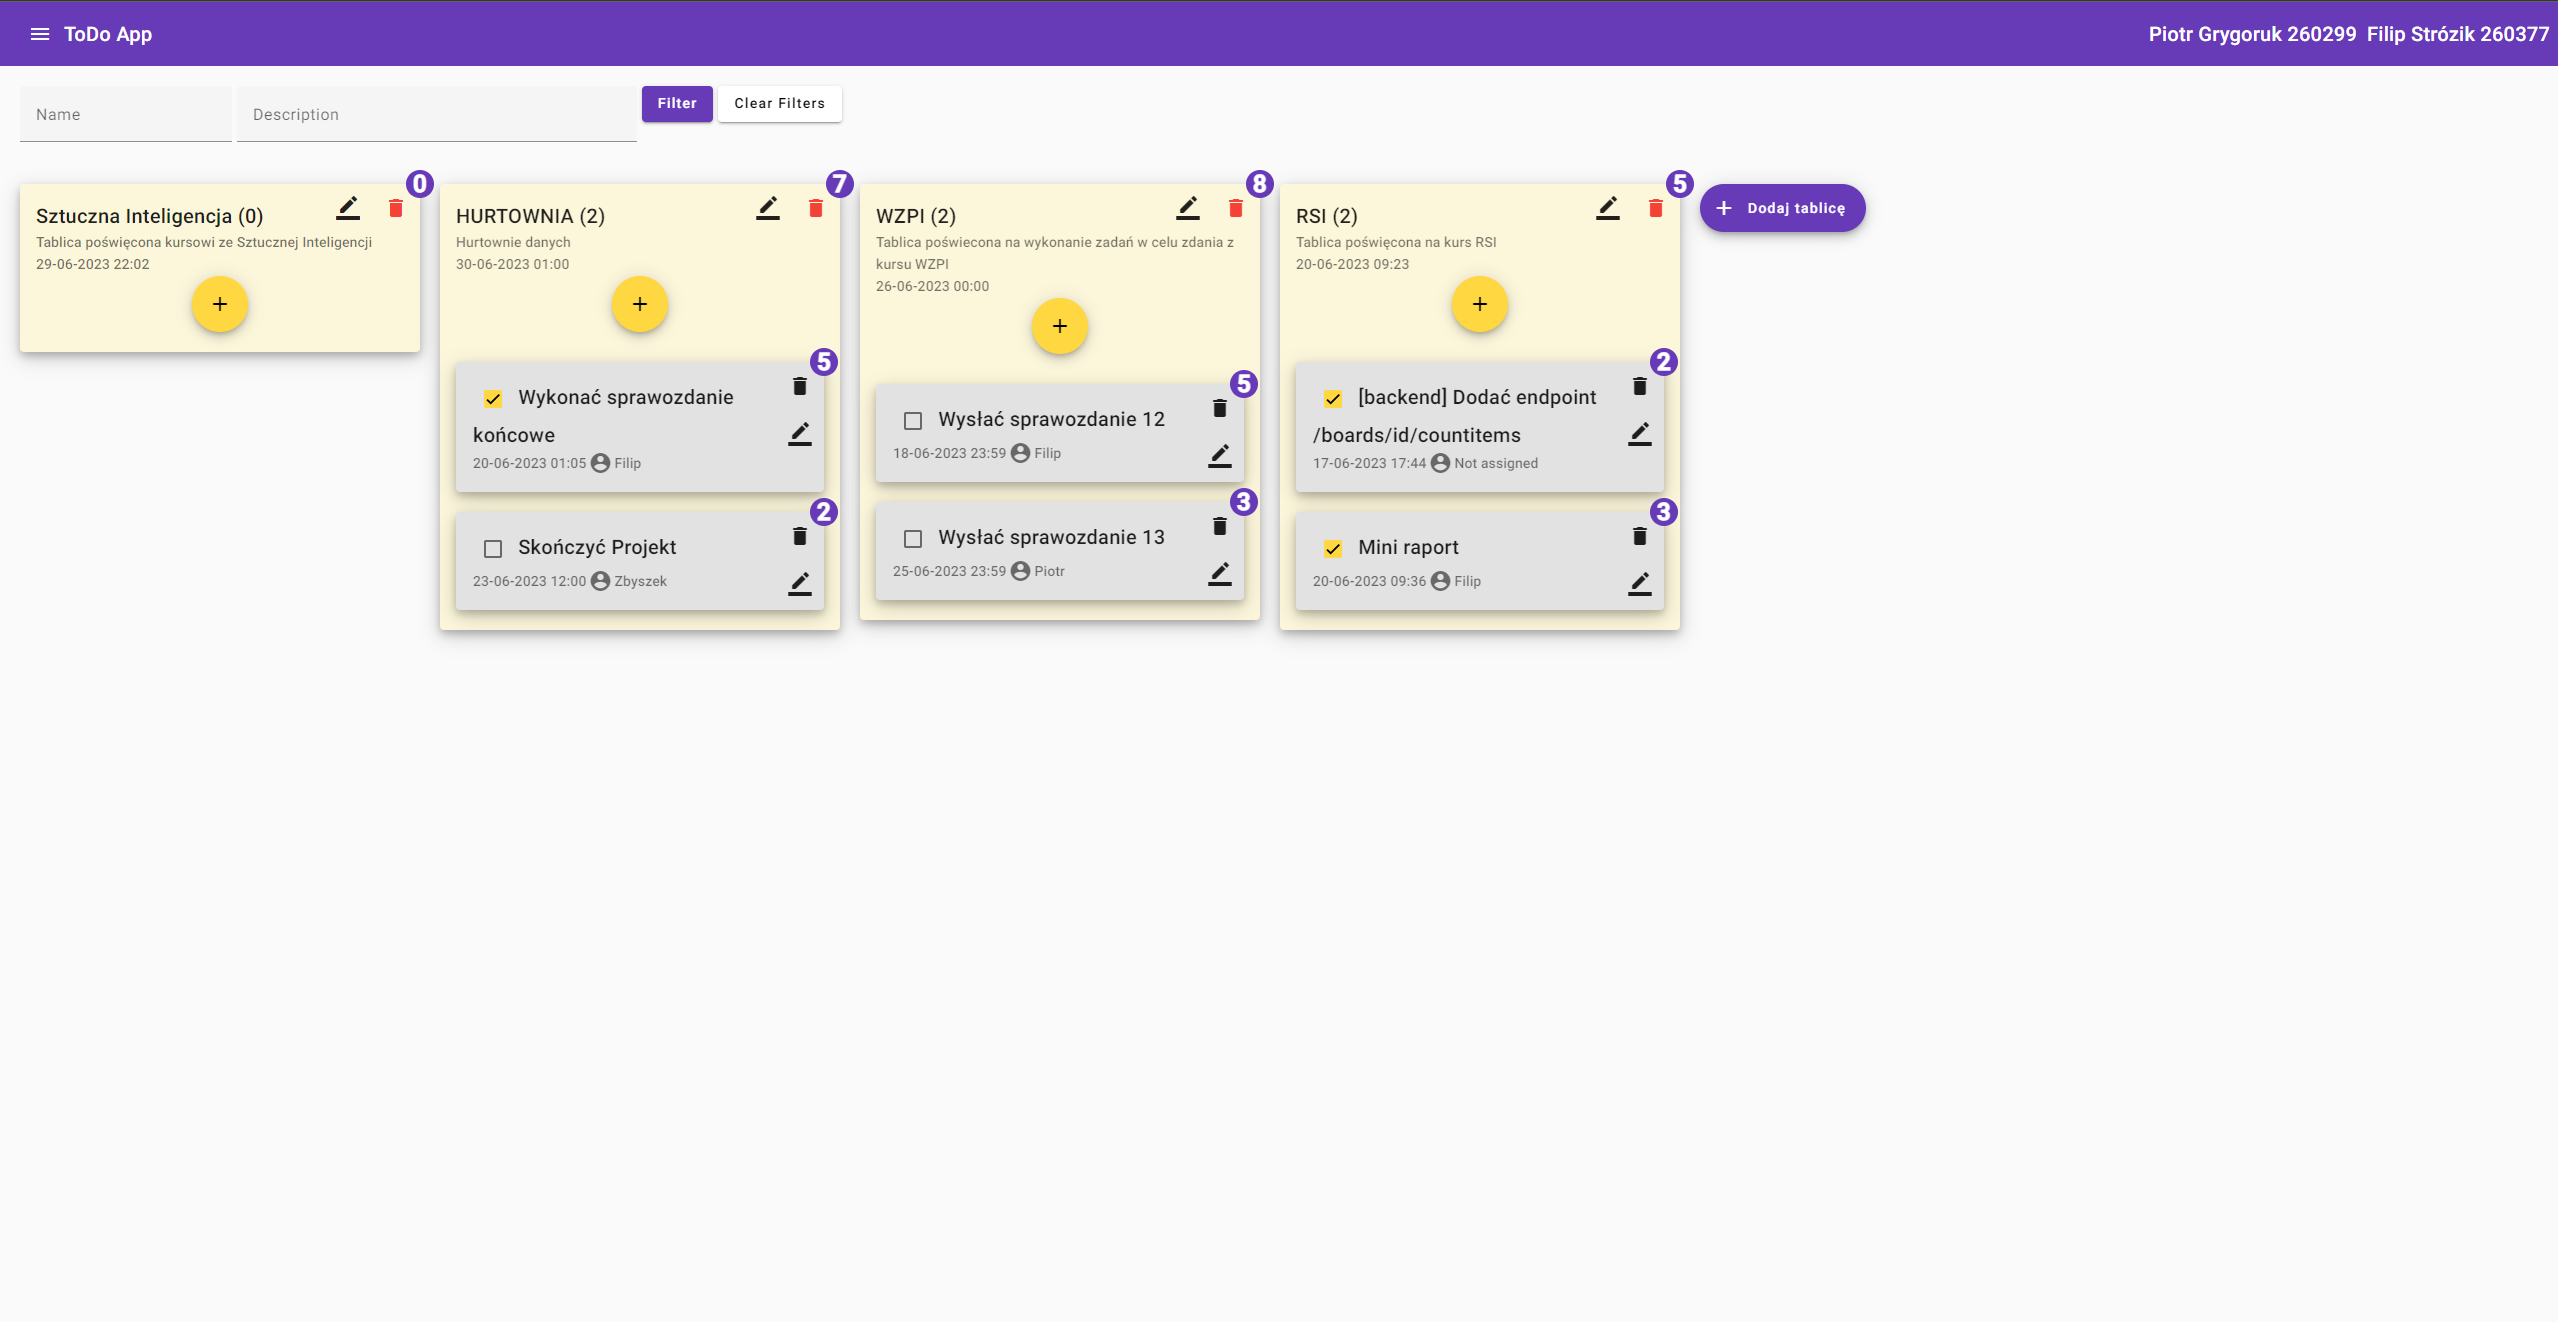 ToDo App
Piotr Grygoruk 260299 Filip Strózik 260377
Name
Description
Filter
Clear Filters
0
Sztuczna Inteligencja (0)
Tablica poświęcona kursowi ze Sztucznej Inteligencji
29-06-2023 22:02
+
7
HURTOWNIA (2)
Hurtownie danych
30-06-2023 01:00
+
5
Wykonać sprawozdanie
końcowe
20-06-2023 01:05 Filip
2
Skończyć Projekt
23-06-2023 12:00 Zbyszek
8
WZPI (2)
Tablica poświecona na wykonanie zadań w celu zdania z
kursu WZPI
26-06-2023 00:00
+
5
Wysłać sprawozdanie 12
18-06-2023 23:59 Filip
3
Wysłać sprawozdanie 13
25-06-2023 23:59 Piotr
5
RSI (2)
Tablica poświęcona na kurs RSI
20-06-2023 09:23
+
2
[backend] Dodać endpoint
/boards/id/countitems
17-06-2023 17:44 Not assigned
3
Mini raport
20-06-2023 09:36 Filip
+ Dodaj tablicę